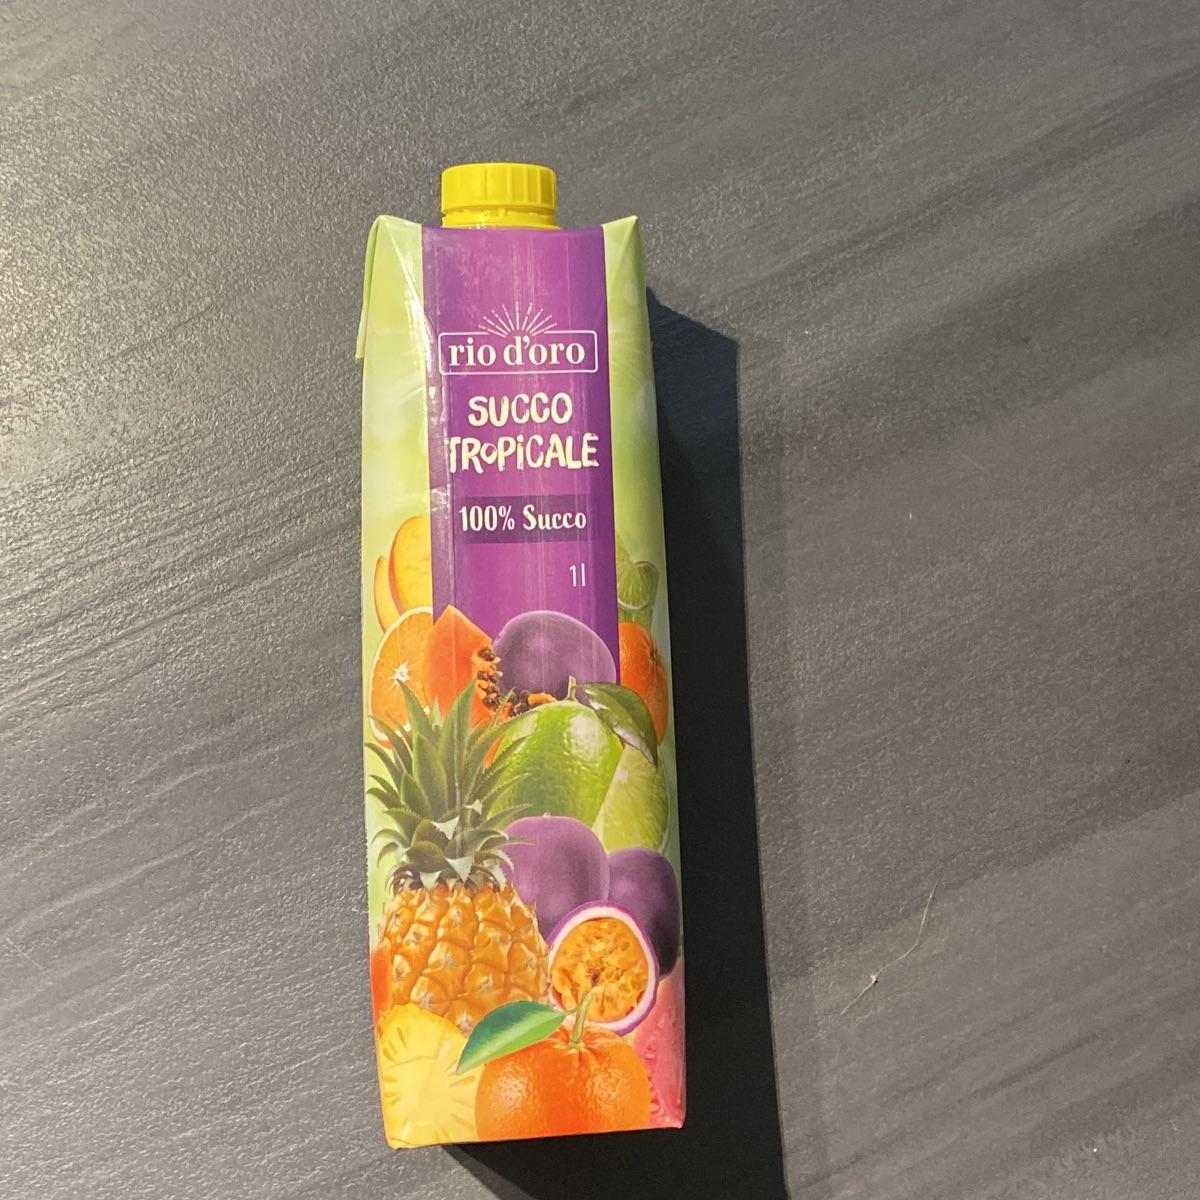 rio d'oro
SUCCO
TROPiCALE
100% Succo
1l